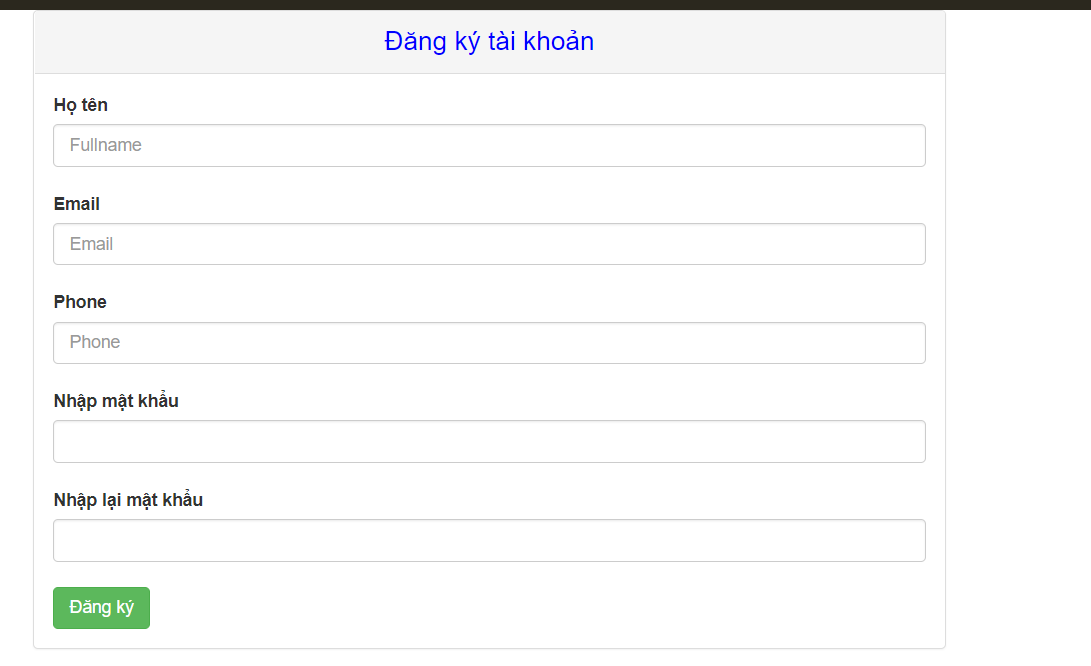 Đăng ký tài khoản
Họ tên
Fullname
Email
Email
Phone
Phone
Nhập mật khẩu
Nhập lại mật khẩu
Đăng ký